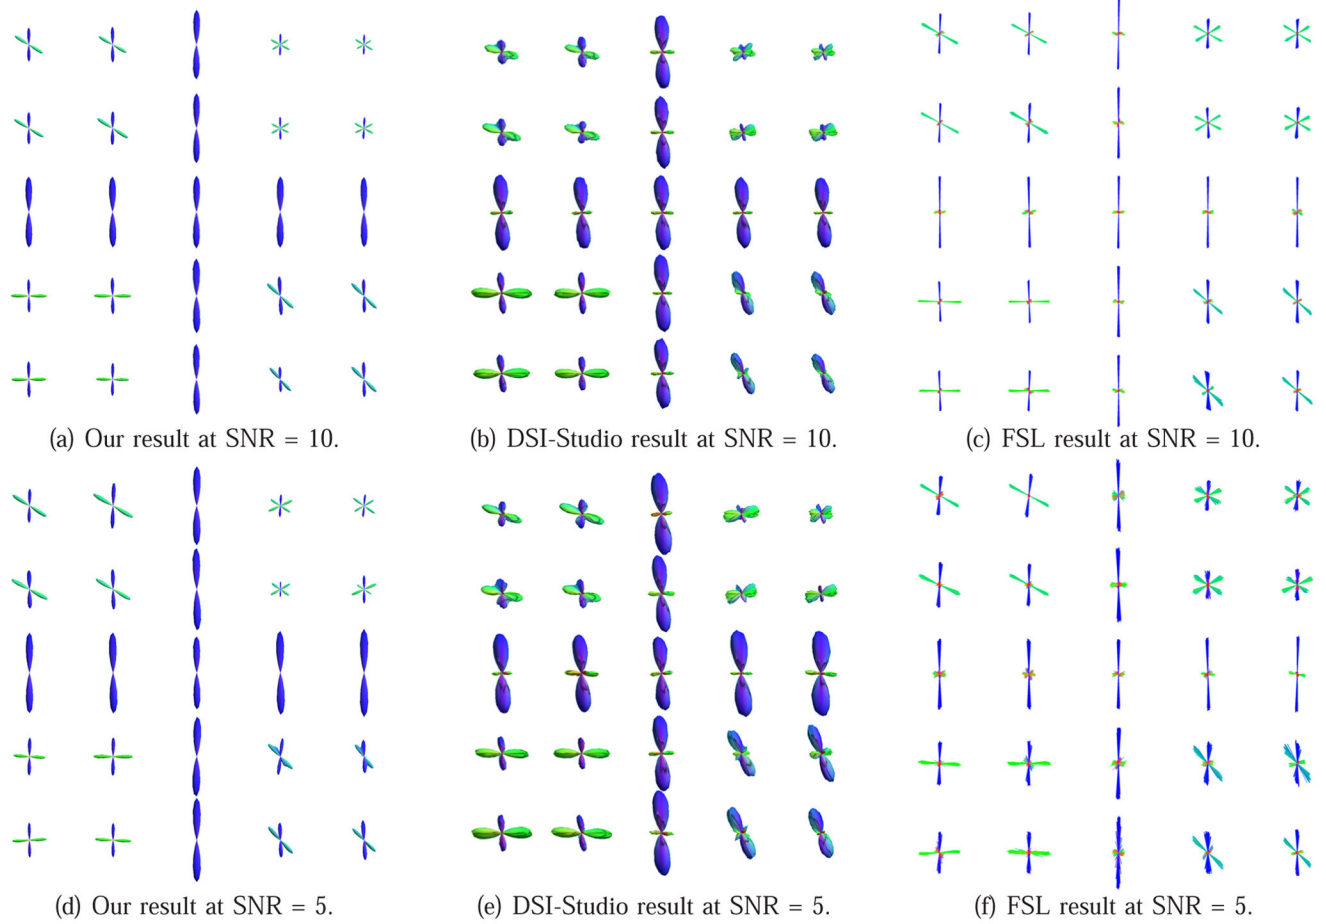 (a) Our result at SNR = 10.
(b) DSI-Studio result at SNR = 10.
(c) FSL result at SNR = 10.
(d) Our result at SNR = 5.
(e) DSI-Studio result at SNR = 5.
(f) FSL result at SNR = 5.